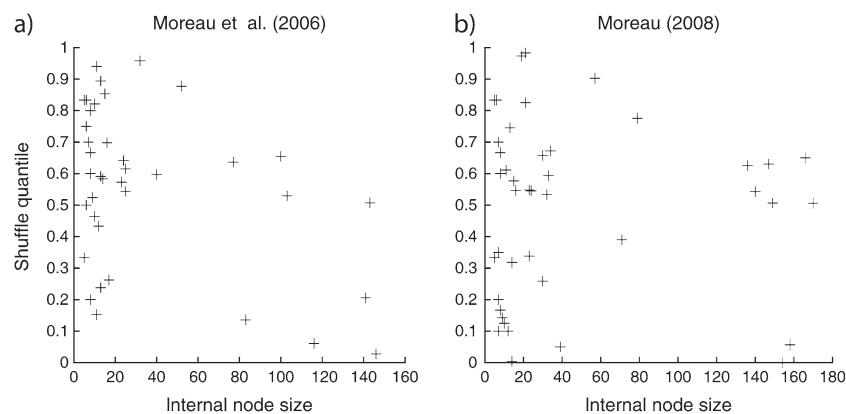 a)
Moreau et al. (2006)
Shuffle quantile
1
0.9
0.8
0.7
0.6
0.5
0.4
0.3
0.2
0.1
0
0 20 40 60 80 100 120 140 160
Internal node size
b)
Moreau (2008)
1
0.9
0.8
0.7
0.6
0.5
0.4
0.3
0.2
0.1
0
0 20 40 60 80 100 120 140 160 180
Internal node size